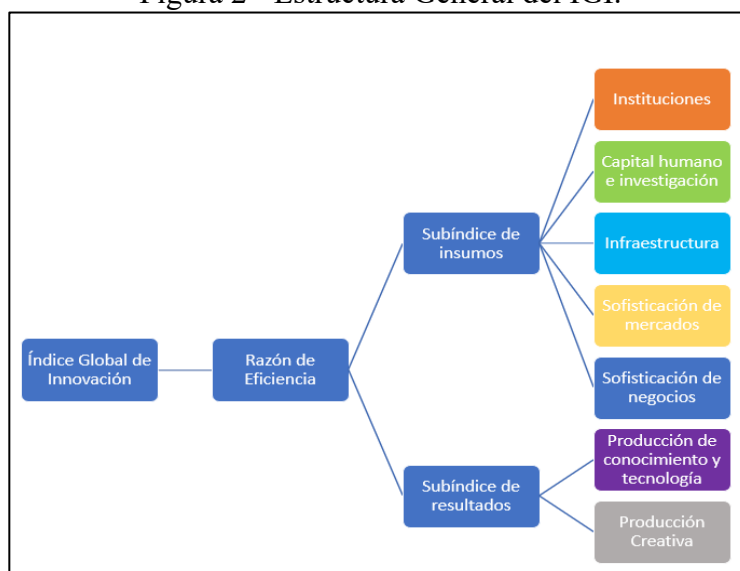 Figura 2 - Estructura General del IGI.
Instituciones
Capital humano
e investigación
Subíndice de
insumos
Infraestructura
Sofisticación de
mercados
Índice Global de
Innovación
Razón de
Eficiencia
Sofisticación de
negocios
Producción de
conocimiento y
tecnología
Subíndice de
resultados
Producción
Creativa